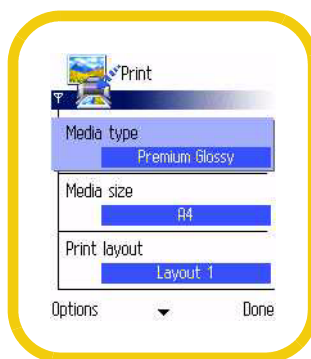 Print
Media type
Premium Glossy
Media size
A4
Print layout
Layout 1
Options
Done